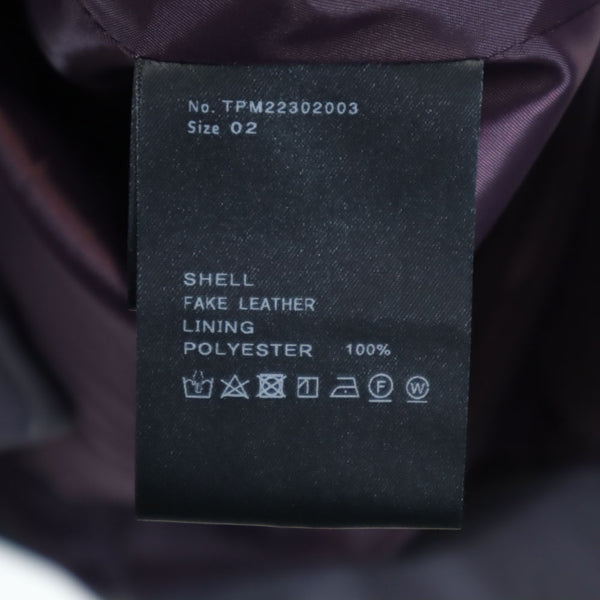 No. TPM22302003
Size 02
SHELL
FAKE LEATHER
LINING
POLYESTER 100%
F W